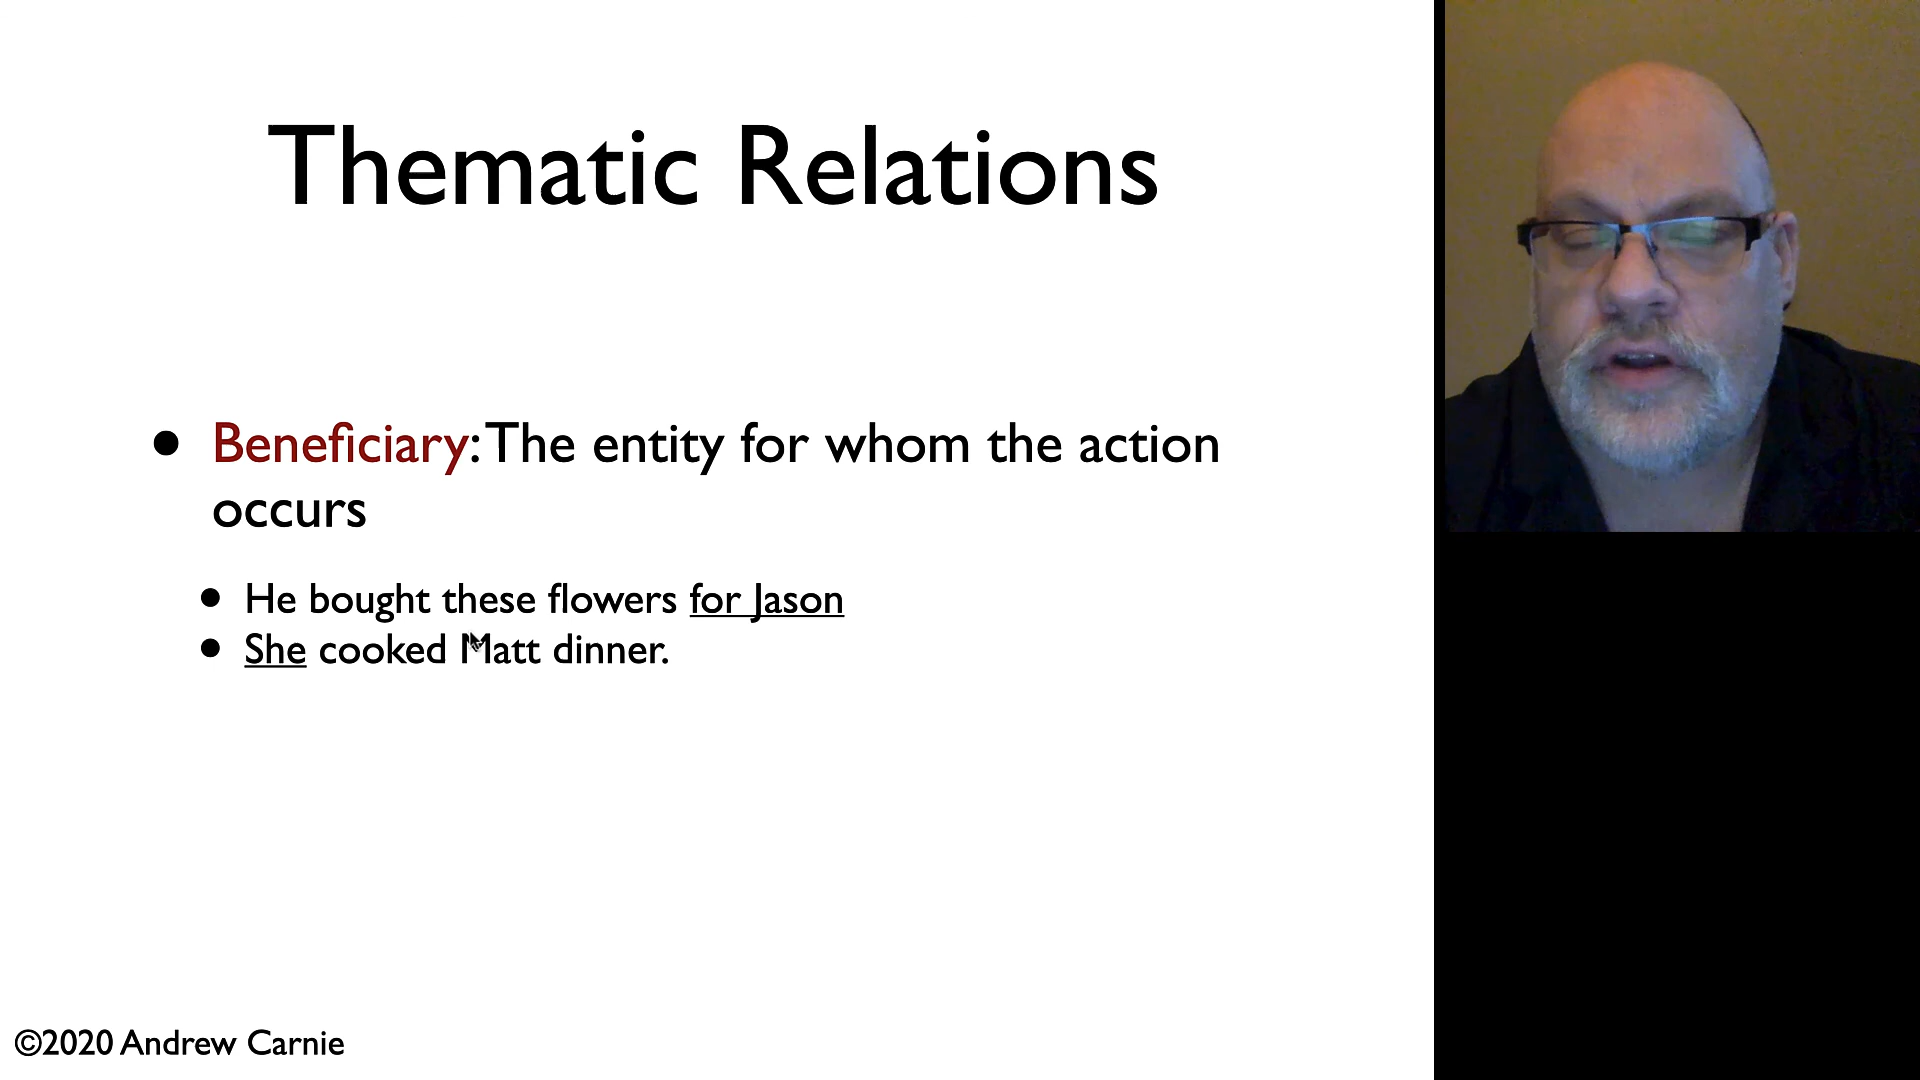 Thematic Relations
• Beneficiary: The entity for whom the action
occurs
• He bought these flowers for Jason
• She cooked Matt dinner.
©2020 Andrew Carnie